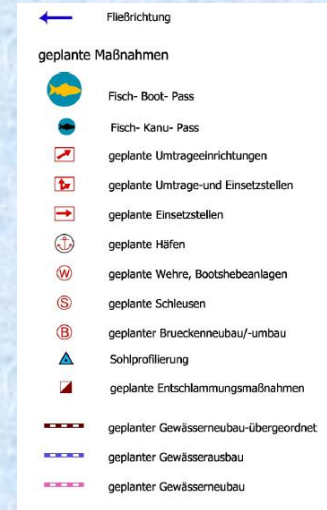 Fließrichtung
geplante Maßnahmen
Fisch- Boot- Pass
Fisch- Kanu- Pass
geplante Umtrageeinrichtungen
geplante Umtrage-und Einsetzstellen
geplante Einsetzstellen
geplante Häfen
W geplante Wehre, Bootshebeanlagen
S geplante Schleusen
B geplanter Brueckenneubau/-umbau
Sohlprofilierung
geplante Entschlammungsmaßnahmen
geplanter Gewässerneubau-übergeordnet
geplanter Gewässerausbau
geplanter Gewässerneubau